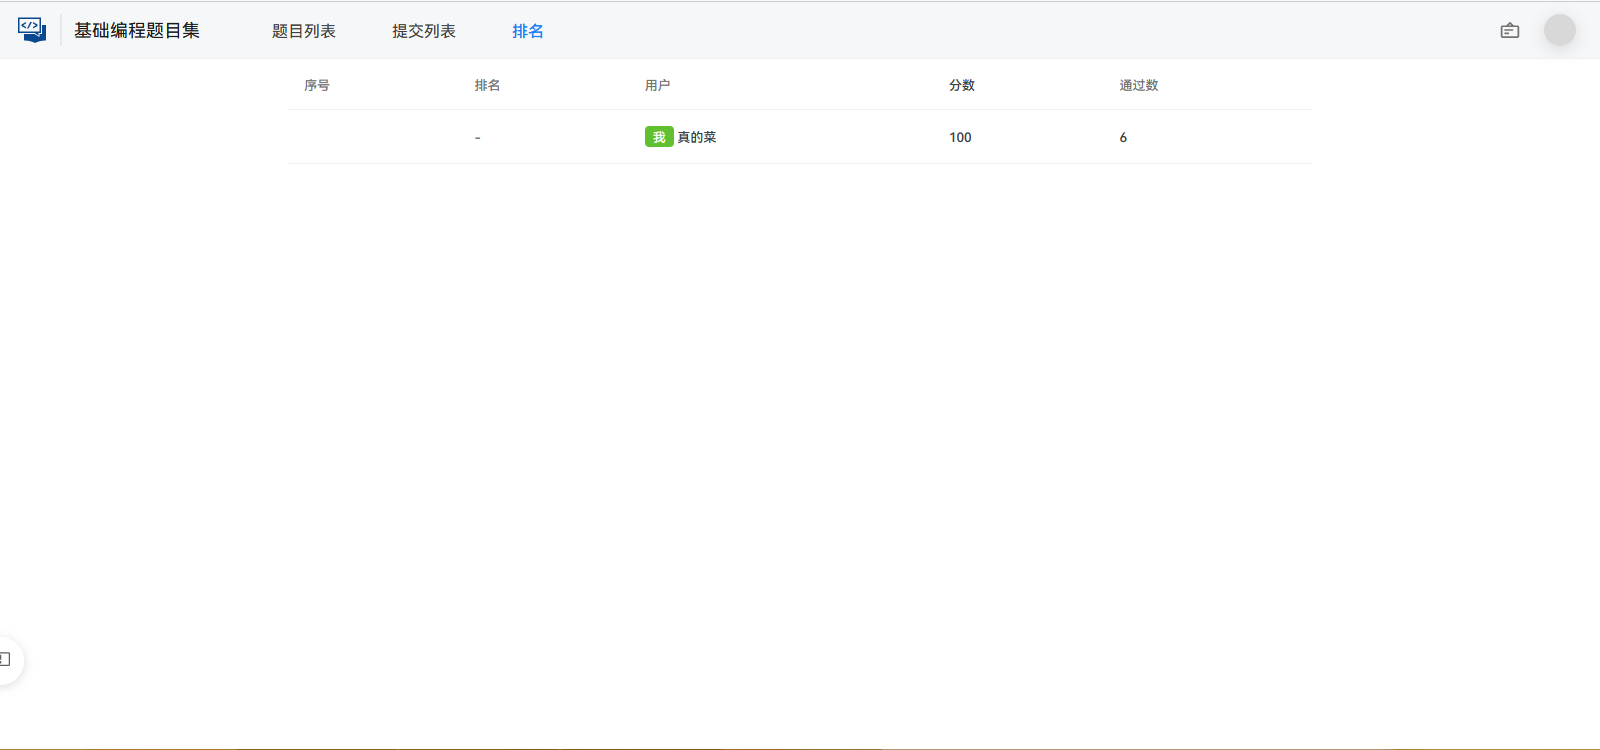 基础编程题目集 题目列表 提交列表 排名
序号 排名 用户 分数 通过数
- 我 真的菜 100 6